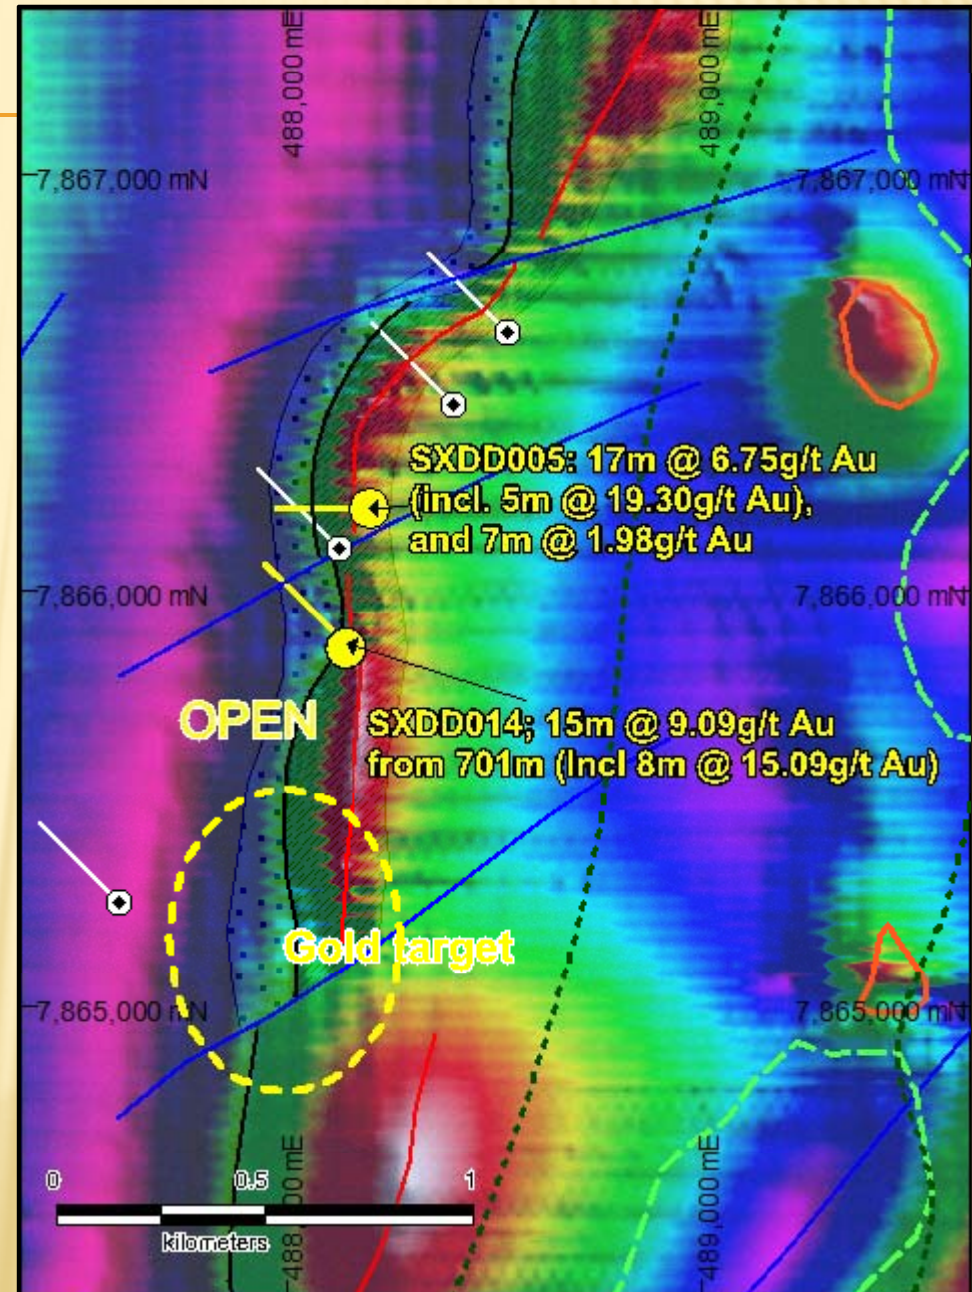 488,000 mE
489,000 mE
7,867,000 mN
7,867,000 mN
SXDD005: 17m @ 6.75g/t Au
(incl. 5m @ 19.30g/t Au),
and 7m @ 1.98g/t Au
7,866,000 mN
7,866,000 mN
OPEN
SXDD014; 15m @ 9.09g/t Au
from 701m (Incl 8m @ 15.09g/t Au)
Gold target
7,865,000 mN
7,865,000 mN
488,000 mE
489,000 mE
0 0.5 1
kilometers